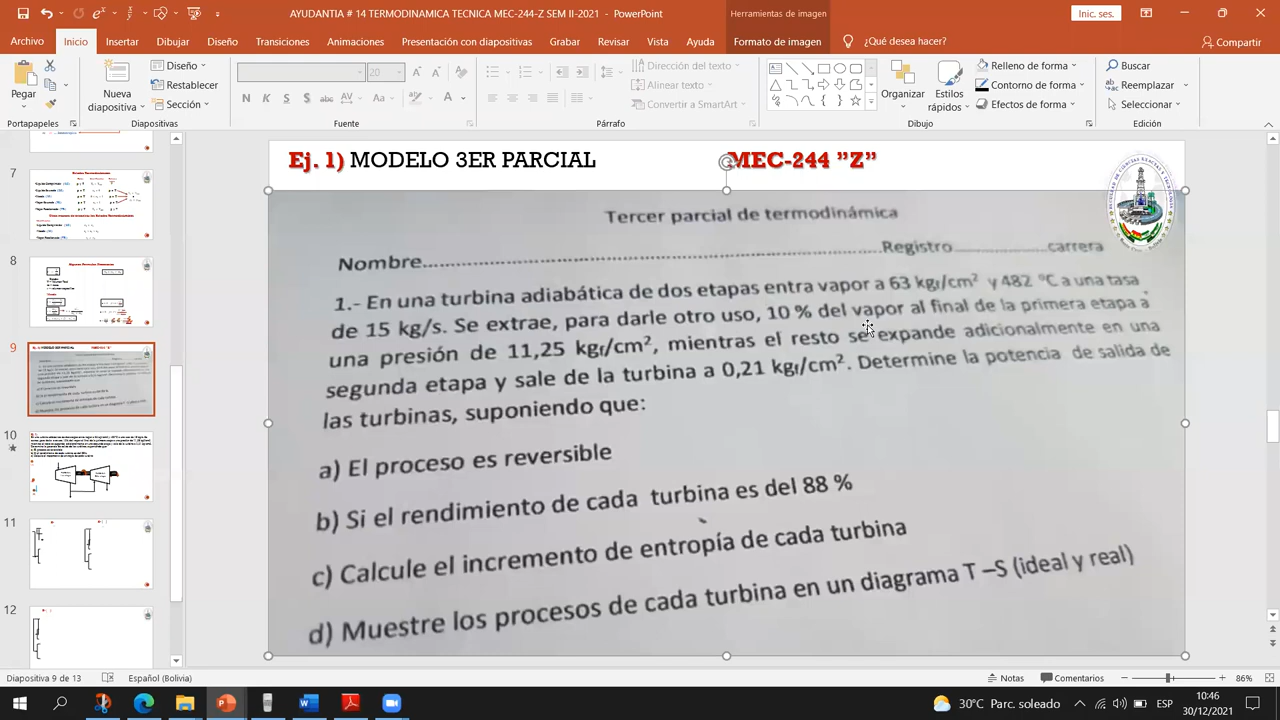 AYUDANTIA # 14 TERMODINAMICA TECNICA MEC-244-Z SEM II-2021 - PowerPoint
Herramientas de imagen
Inic. ses.
Archivo
Inicio
Insertar
Dibujar
Diseño
Transiciones
Animaciones
Presentación con diapositivas
Grabar
Revisar
Vista
Ayuda
Formato de imagen
¿Qué desea hacer?
Compartir
Pegar
Nueva
diapositiva
Diseño
Restablecer
Sección
20
N K S abc AV Aa A
Dirección del texto
Alinear texto
Convertir a SmartArt
Organizar
Estilos
rápidos
Relleno de forma
Contorno de forma
Efectos de forma
Buscar
Reemplazar
Seleccionar
Portapapeles
Diapositivas
Fuente
Párrafo
Dibujo
Edición
7
8
9
10
11
12
Ej. 1) MODELO 3ER PARCIAL
MEC-244 "Z"
Tercer parcial de termodinámica
Nombre...........Registro...........carrera
1.- En una turbina adiabática de dos etapas entra vapor a 63 kgf/cm² y 482 °C a una tasa
de 15 kg/s. Se extrae, para darle otro uso, 10 % del vapor al final de la primera etapa a
una presión de 11,25 kgf/cm², mientras el resto se expande adicionalmente en una
segunda etapa y sale de la turbina a 0,21 kgf/cm². Determine la potencia de salida de
las turbinas, suponiendo que:
a) El proceso es reversible
b) Si el rendimiento de cada turbina es del 88 %
c) Calcule el incremento de entropía de cada turbina
d) Muestre los procesos de cada turbina en un diagrama T –S (ideal y real)
Diapositiva 9 de 13
Español (Bolivia)
Notas
Comentarios
86%
30°C Parc. soleado
ESP
10:46
30/12/2021